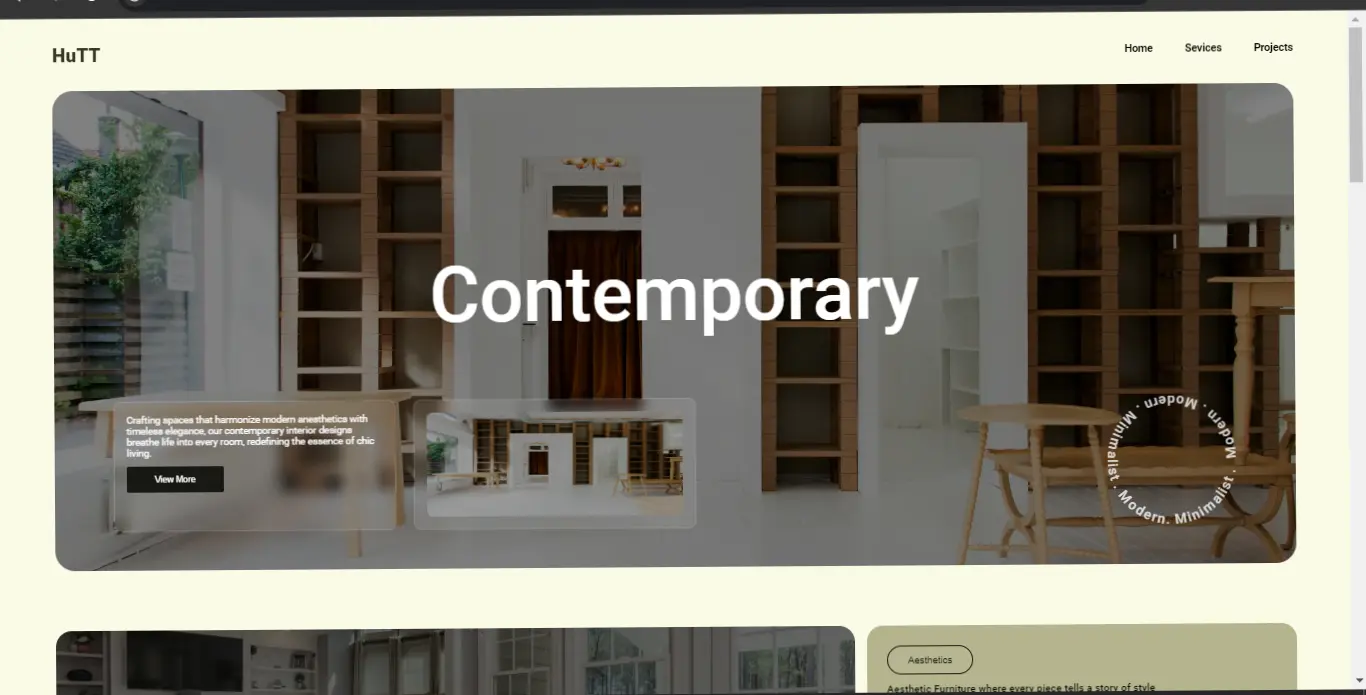 HuTT
Home Sevices Projects
Contemporary
Crafting spaces that harmonize modern aneasthetics with
timeless elegance, our contemporary interior designs
breathe life into every room, redefining the essence of chic
living.
View More
Modern. Minimalist . Modern . Modern . Minimalist .
Aesthetics
Aesthetic Furniture where every piece tells a story of style